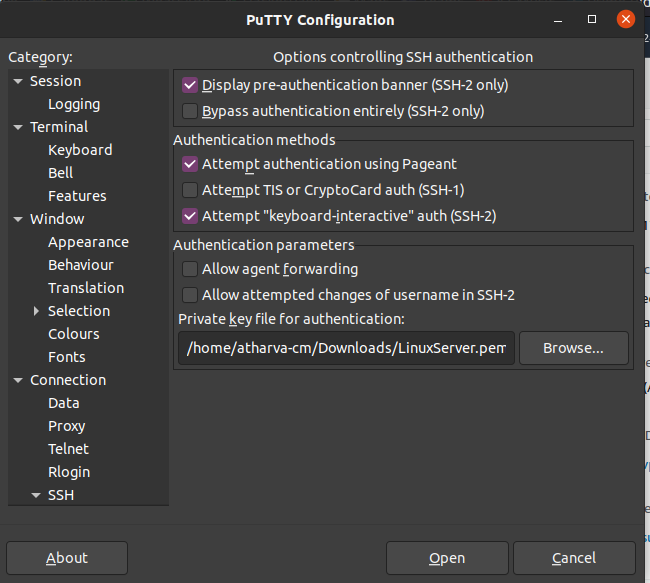 PuTTY Configuration
Category:
Session
Logging
Terminal
Keyboard
Bell
Features
Window
Appearance
Behaviour
Translation
Selection
Colours
Fonts
Connection
Data
Proxy
Telnet
Rlogin
SSH
Options controlling SSH authentication
Display pre-authentication banner (SSH-2 only)
Bypass authentication entirely (SSH-2 only)
Authentication methods
Attempt authentication using Pageant
Attempt TIS or CryptoCard auth (SSH-1)
Attempt "keyboard-interactive" auth (SSH-2)
Authentication parameters
Allow agent forwarding
Allow attempted changes of username in SSH-2
Private key file for authentication:
/home/atharva-cm/Downloads/LinuxServer.pem
Browse...
About
Open
Cancel